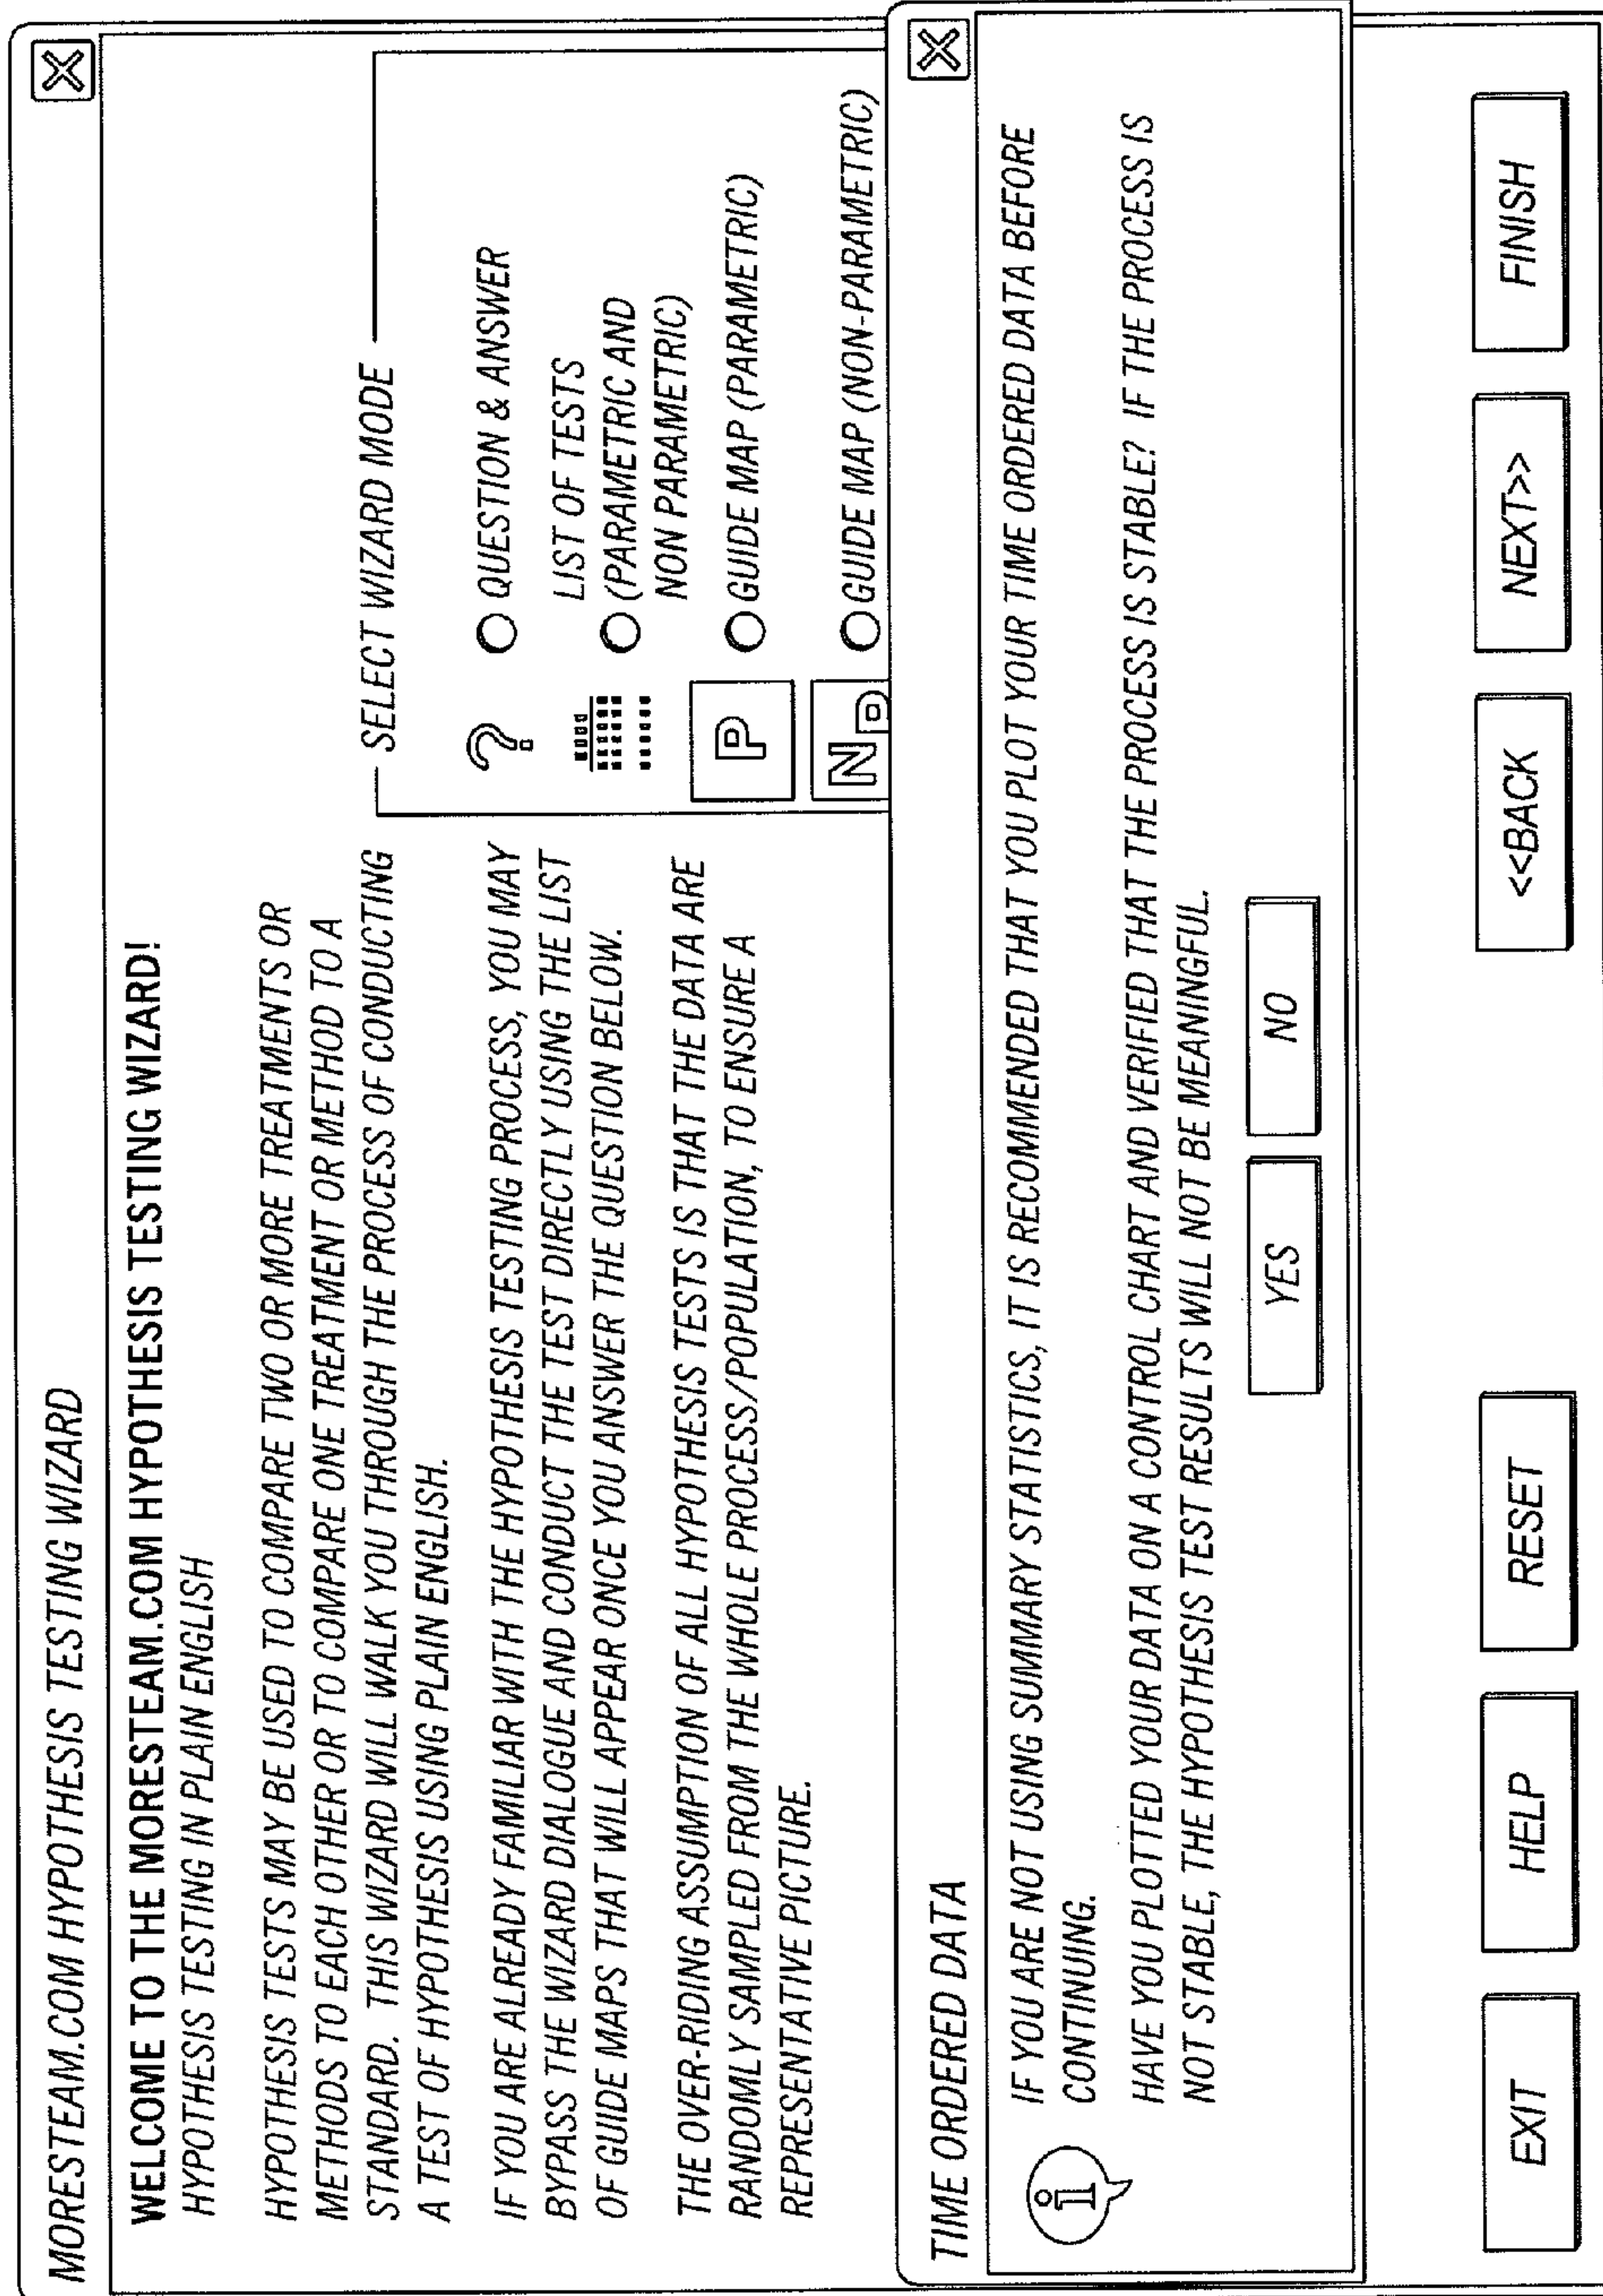 MORESTEAM.COM HYPOTHESIS TESTING WIZARD
WELCOME TO THE MORESTEAM.COM HYPOTHESIS TESTING WIZARD!
HYPOTHESIS TESTING IN PLAIN ENGLISH
HYPOTHESIS TESTS MAY BE USED TO COMPARE TWO OR MORE TREATMENTS OR
METHODS TO EACH OTHER OR TO COMPARE ONE TREATMENT OR METHOD TO A
STANDARD. THIS WIZARD WILL WALK YOU THROUGH THE PROCESS OF CONDUCTING
A TEST OF HYPOTHESIS USING PLAIN ENGLISH.
IF YOU ARE ALREADY FAMILIAR WITH THE HYPOTHESIS TESTING PROCESS, YOU MAY
BYPASS THE WIZARD DIALOGUE AND CONDUCT THE TEST DIRECTLY USING THE LIST
OF GUIDE MAPS THAT WILL APPEAR ONCE YOU ANSWER THE QUESTION BELOW.
THE OVER-RIDING ASSUMPTION OF ALL HYPOTHESIS TESTS IS THAT THE DATA ARE
RANDOMLY SAMPLED FROM THE WHOLE PROCESS/POPULATION, TO ENSURE A
REPRESENTATIVE PICTURE.
SELECT WIZARD MODE
? QUESTION & ANSWER
LIST OF TESTS
(PARAMETRIC AND
NON PARAMETRIC)
P GUIDE MAP (PARAMETRIC)
NP GUIDE MAP (NON-PARAMETRIC)
TIME ORDERED DATA
i
IF YOU ARE NOT USING SUMMARY STATISTICS, IT IS RECOMMENDED THAT YOU PLOT YOUR TIME ORDERED DATA BEFORE
CONTINUING.
HAVE YOU PLOTTED YOUR DATA ON A CONTROL CHART AND VERIFIED THAT THE PROCESS IS STABLE? IF THE PROCESS IS
NOT STABLE, THE HYPOTHESIS TEST RESULTS WILL NOT BE MEANINGFUL.
YES NO
EXIT HELP RESET <<BACK NEXT>> FINISH